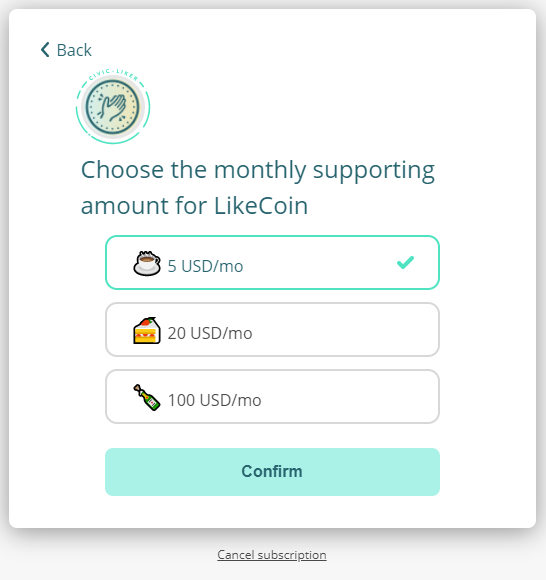 Back
CIVIC · LIKER
Choose the monthly supporting
amount for LikeCoin
5 USD/mo
20 USD/mo
100 USD/mo
Confirm
Cancel subscription